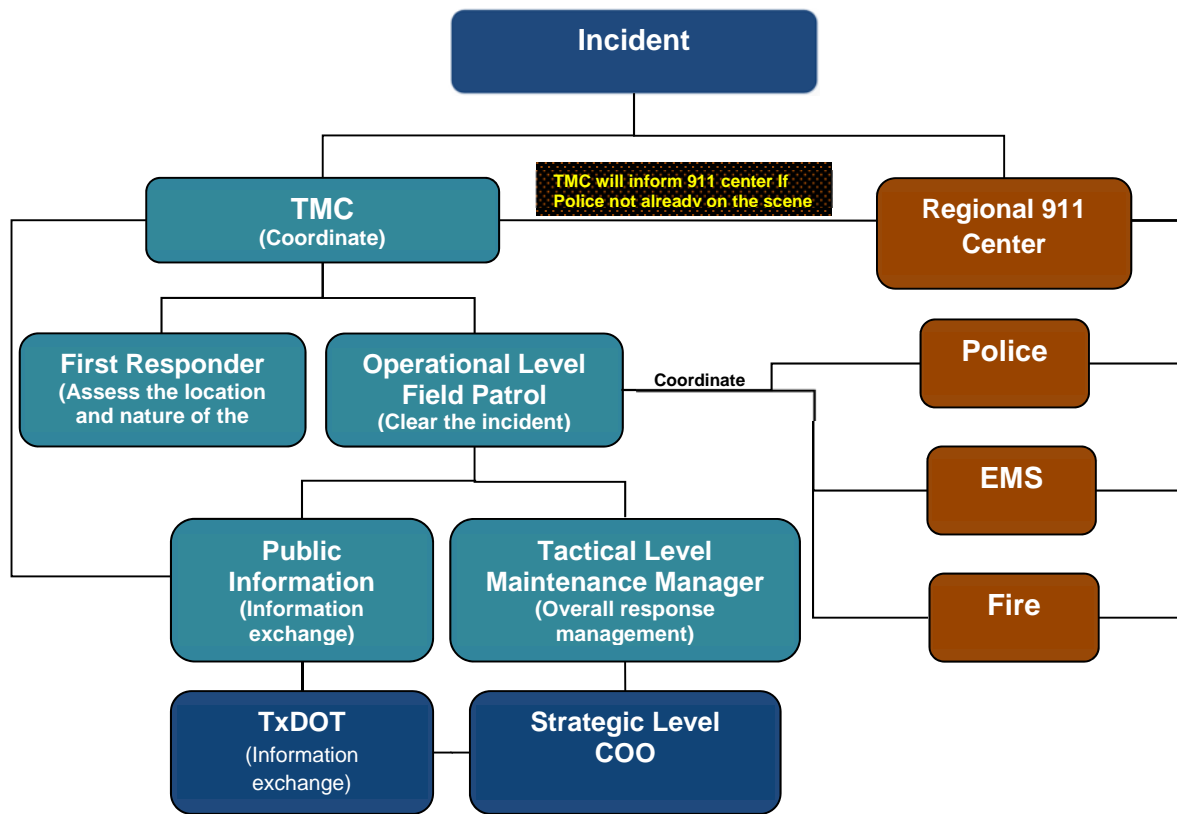 Incident
TMC will inform 911 center If
Police not already on the scene
TMC
(Coordinate)
Regional 911
Center
First Responder
(Assess the location
and nature of the
Operational Level
Field Patrol
(Clear the incident)
Coordinate
Police
EMS
Public
Information
(Information
exchange)
Tactical Level
Maintenance Manager
(Overall response
management)
Fire
TxDOT
(Information
exchange)
Strategic Level
COO